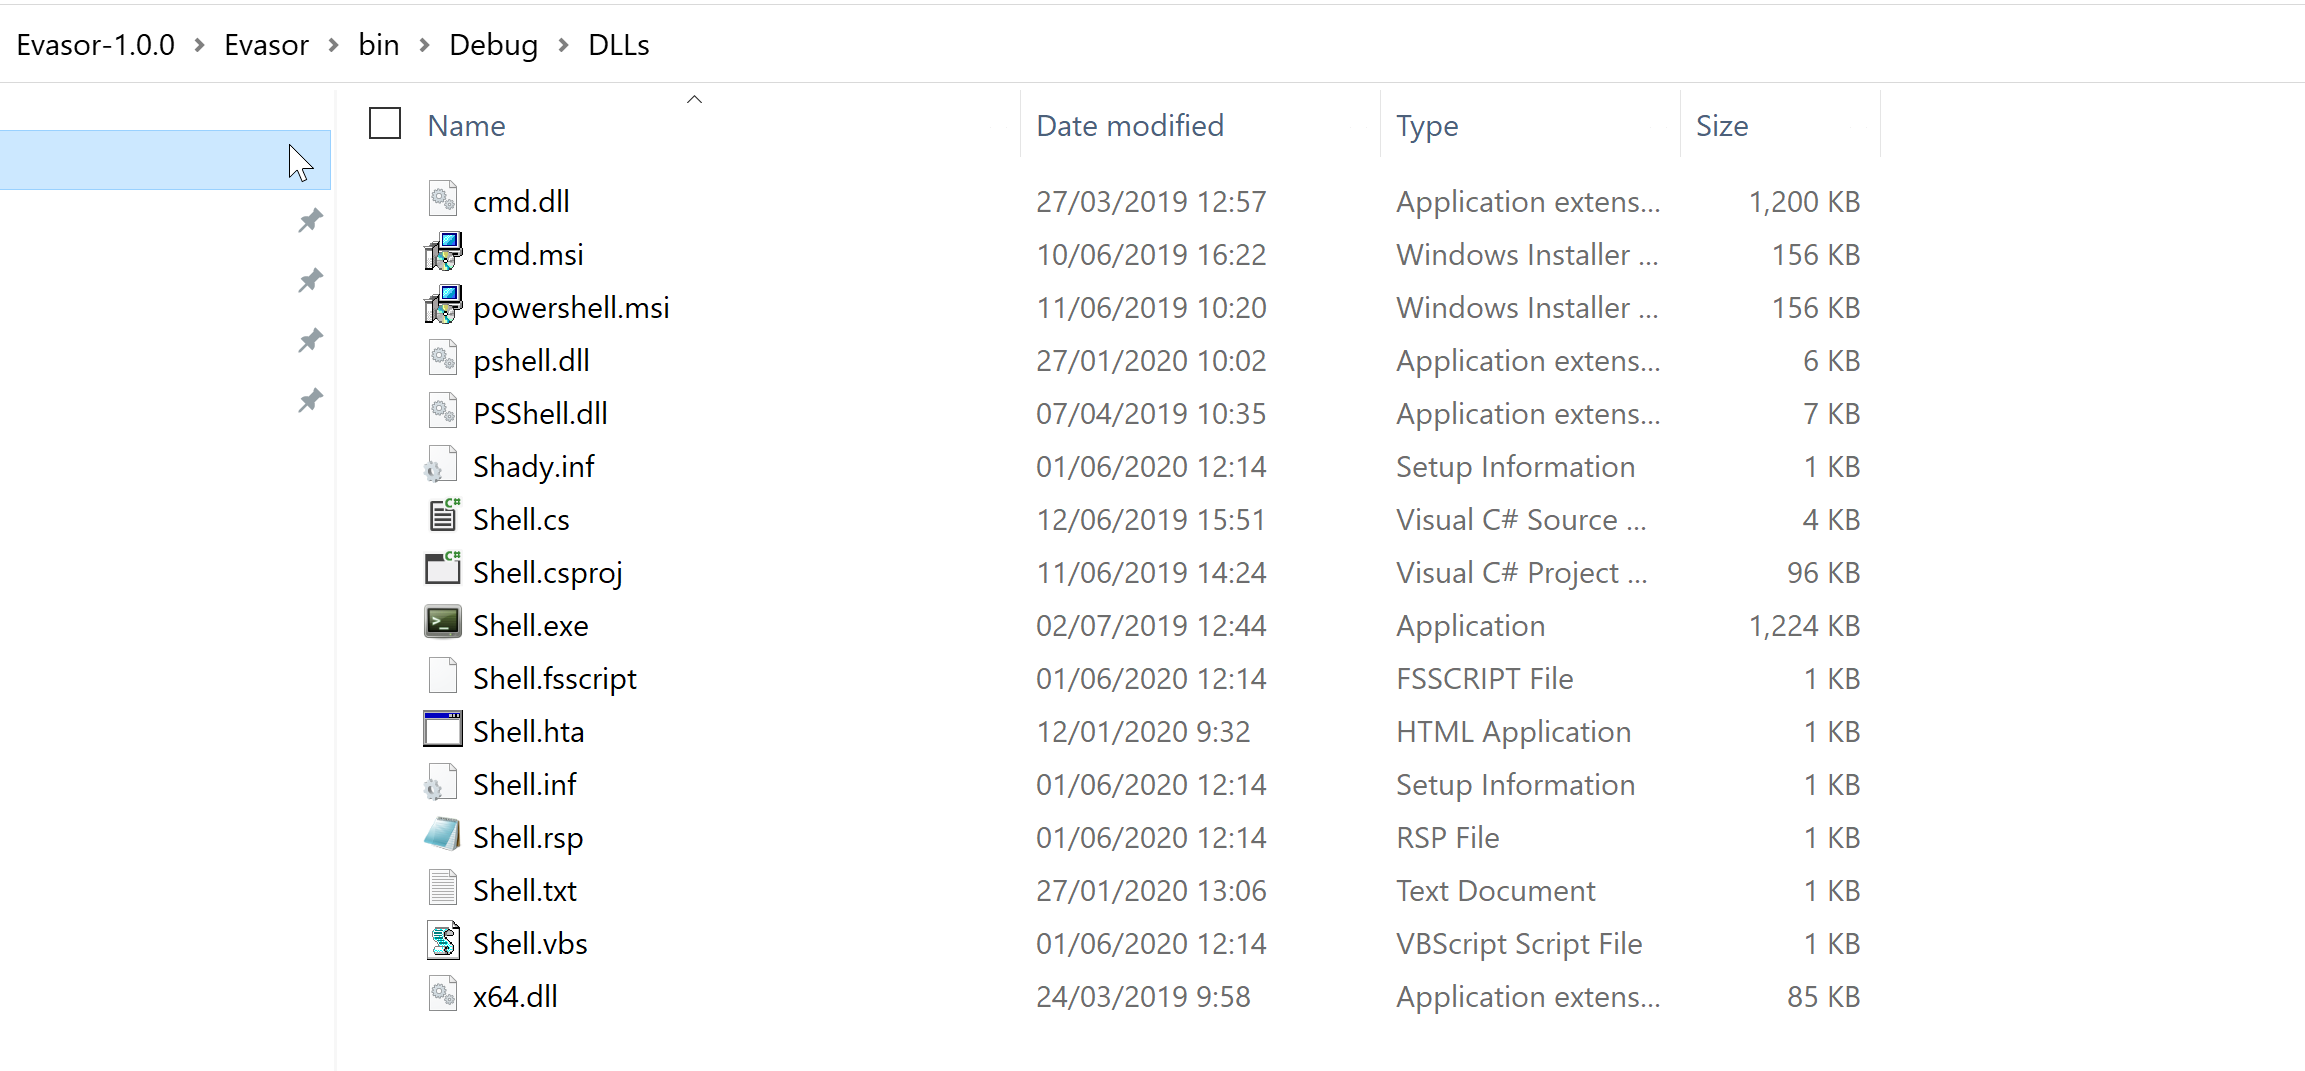 Evasor-1.0.0 > Evasor > bin > Debug > DLLs
Name Date modified Type Size
cmd.dll 27/03/2019 12:57 Application extens... 1,200 KB
cmd.msi 10/06/2019 16:22 Windows Installer ... 156 KB
powershell.msi 11/06/2019 10:20 Windows Installer ... 156 KB
pshell.dll 27/01/2020 10:02 Application extens... 6 KB
PSShell.dll 07/04/2019 10:35 Application extens... 7 KB
Shady.inf 01/06/2020 12:14 Setup Information 1 KB
Shell.cs 12/06/2019 15:51 Visual C# Source ... 4 KB
Shell.csproj 11/06/2019 14:24 Visual C# Project ... 96 KB
Shell.exe 02/07/2019 12:44 Application 1,224 KB
Shell.fsscript 01/06/2020 12:14 FSSCRIPT File 1 KB
Shell.hta 12/01/2020 9:32 HTML Application 1 KB
Shell.inf 01/06/2020 12:14 Setup Information 1 KB
Shell.rsp 01/06/2020 12:14 RSP File 1 KB
Shell.txt 27/01/2020 13:06 Text Document 1 KB
Shell.vbs 01/06/2020 12:14 VBScript Script File 1 KB
x64.dll 24/03/2019 9:58 Application extens... 85 KB